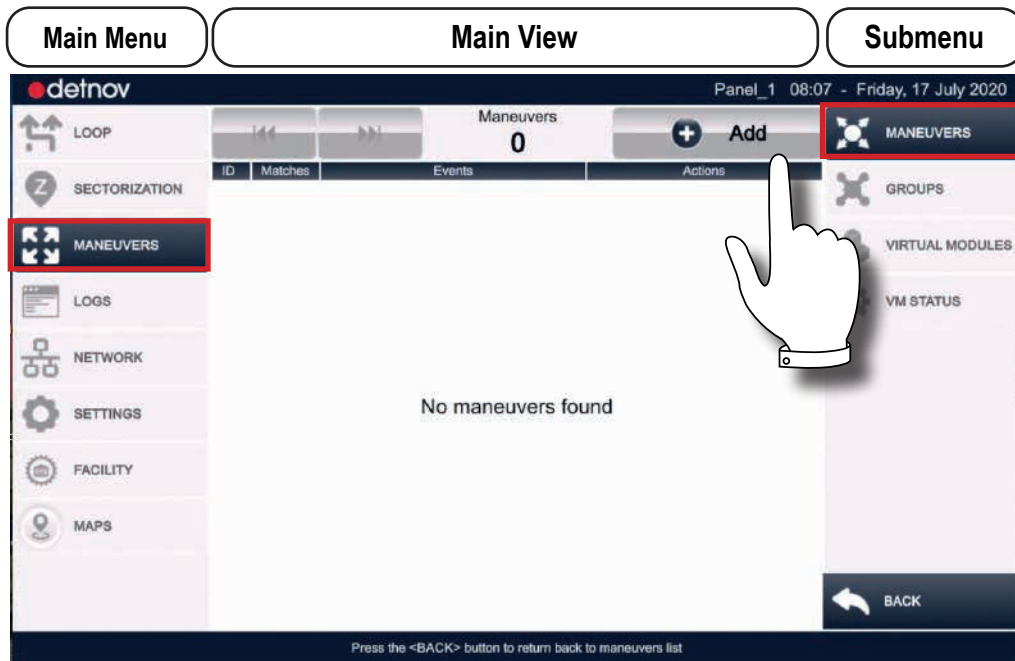 Main Menu
Main View
Submenu
detnov
Panel_1 08:07 - Friday, 17 July 2020
LOOP
SECTORIZATION
MANEUVERS
LOGS
NETWORK
SETTINGS
FACILITY
MAPS
Maneuvers
0
Add
ID Matches Events Actions
No maneuvers found
MANEUVERS
GROUPS
VIRTUAL MODULES
VM STATUS
BACK
Press the <BACK> button to return back to maneuvers list